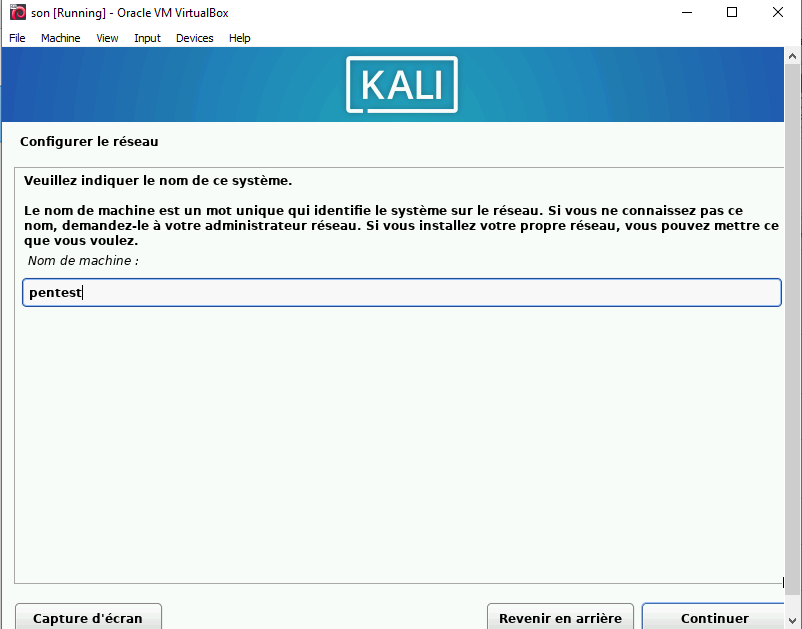 son [Running] - Oracle VM VirtualBox
File Machine View Input Devices Help
KALI
Configurer le réseau
Veuillez indiquer le nom de ce système.
Le nom de machine est un mot unique qui identifie le système sur le réseau. Si vous ne connaissez pas ce
nom, demandez-le à votre administrateur réseau. Si vous installez votre propre réseau, vous pouvez mettre ce
que vous voulez.
Nom de machine :
pentest
Capture d'écran Revenir en arrière Continuer